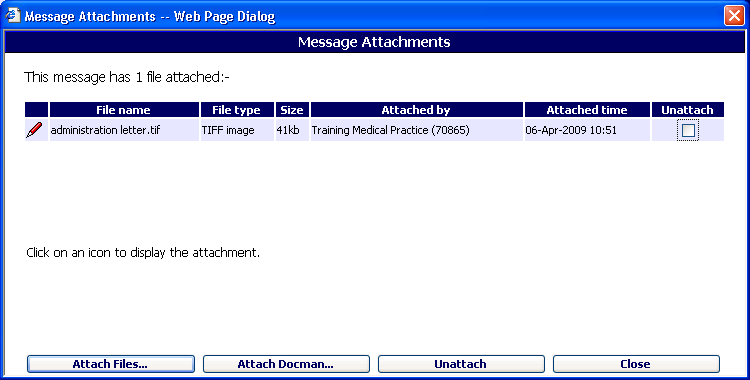 Message Attachments -- Web Page Dialog
Message Attachments
This message has 1 file attached:-
File name File type Size Attached by Attached time Unattach
administration letter.tif TIFF image 41kb Training Medical Practice (70865) 06-Apr-2009 10:51
Click on an icon to display the attachment.
Attach Files... Attach Docman... Unattach Close